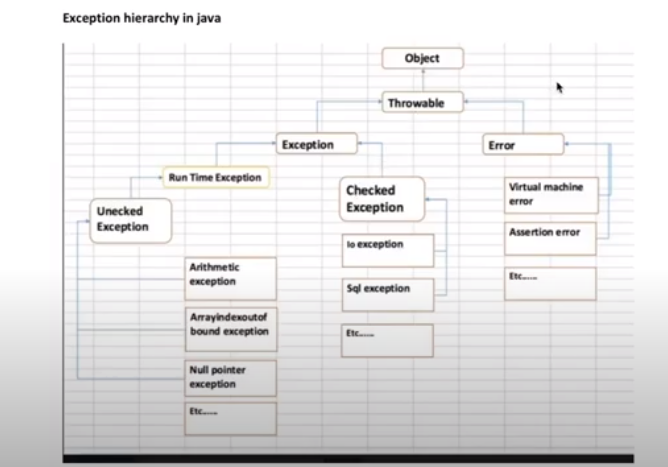 Exception hierarchy in java
Object
Throwable
Exception
Error
Run Time Exception
Unecked
Exception
Arithmetic
exception
Arrayindexoutof
bound exception
Null pointer
exception
Etc......
Checked
Exception
Io exception
Sql exception
Etc......
Virtual machine
error
Assertion error
Etc......